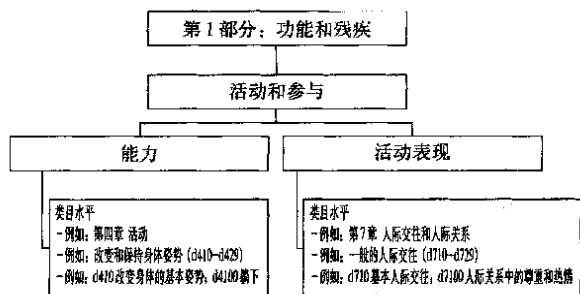 第1部分：功能和残疾
活动和参与
能力
活动表现
类目水平
-例如：第四章 活动
-例如：改变和保持身体姿势（d410-d429）
-例如：d410改变身体的基本姿势；d4100躺下
类目水平
-例如：第7章 人际交往和人际关系
-例如：一般的人际交往（d710-d729）
-例如：d710基本人际交往；d7100人际关系中的尊重和热情